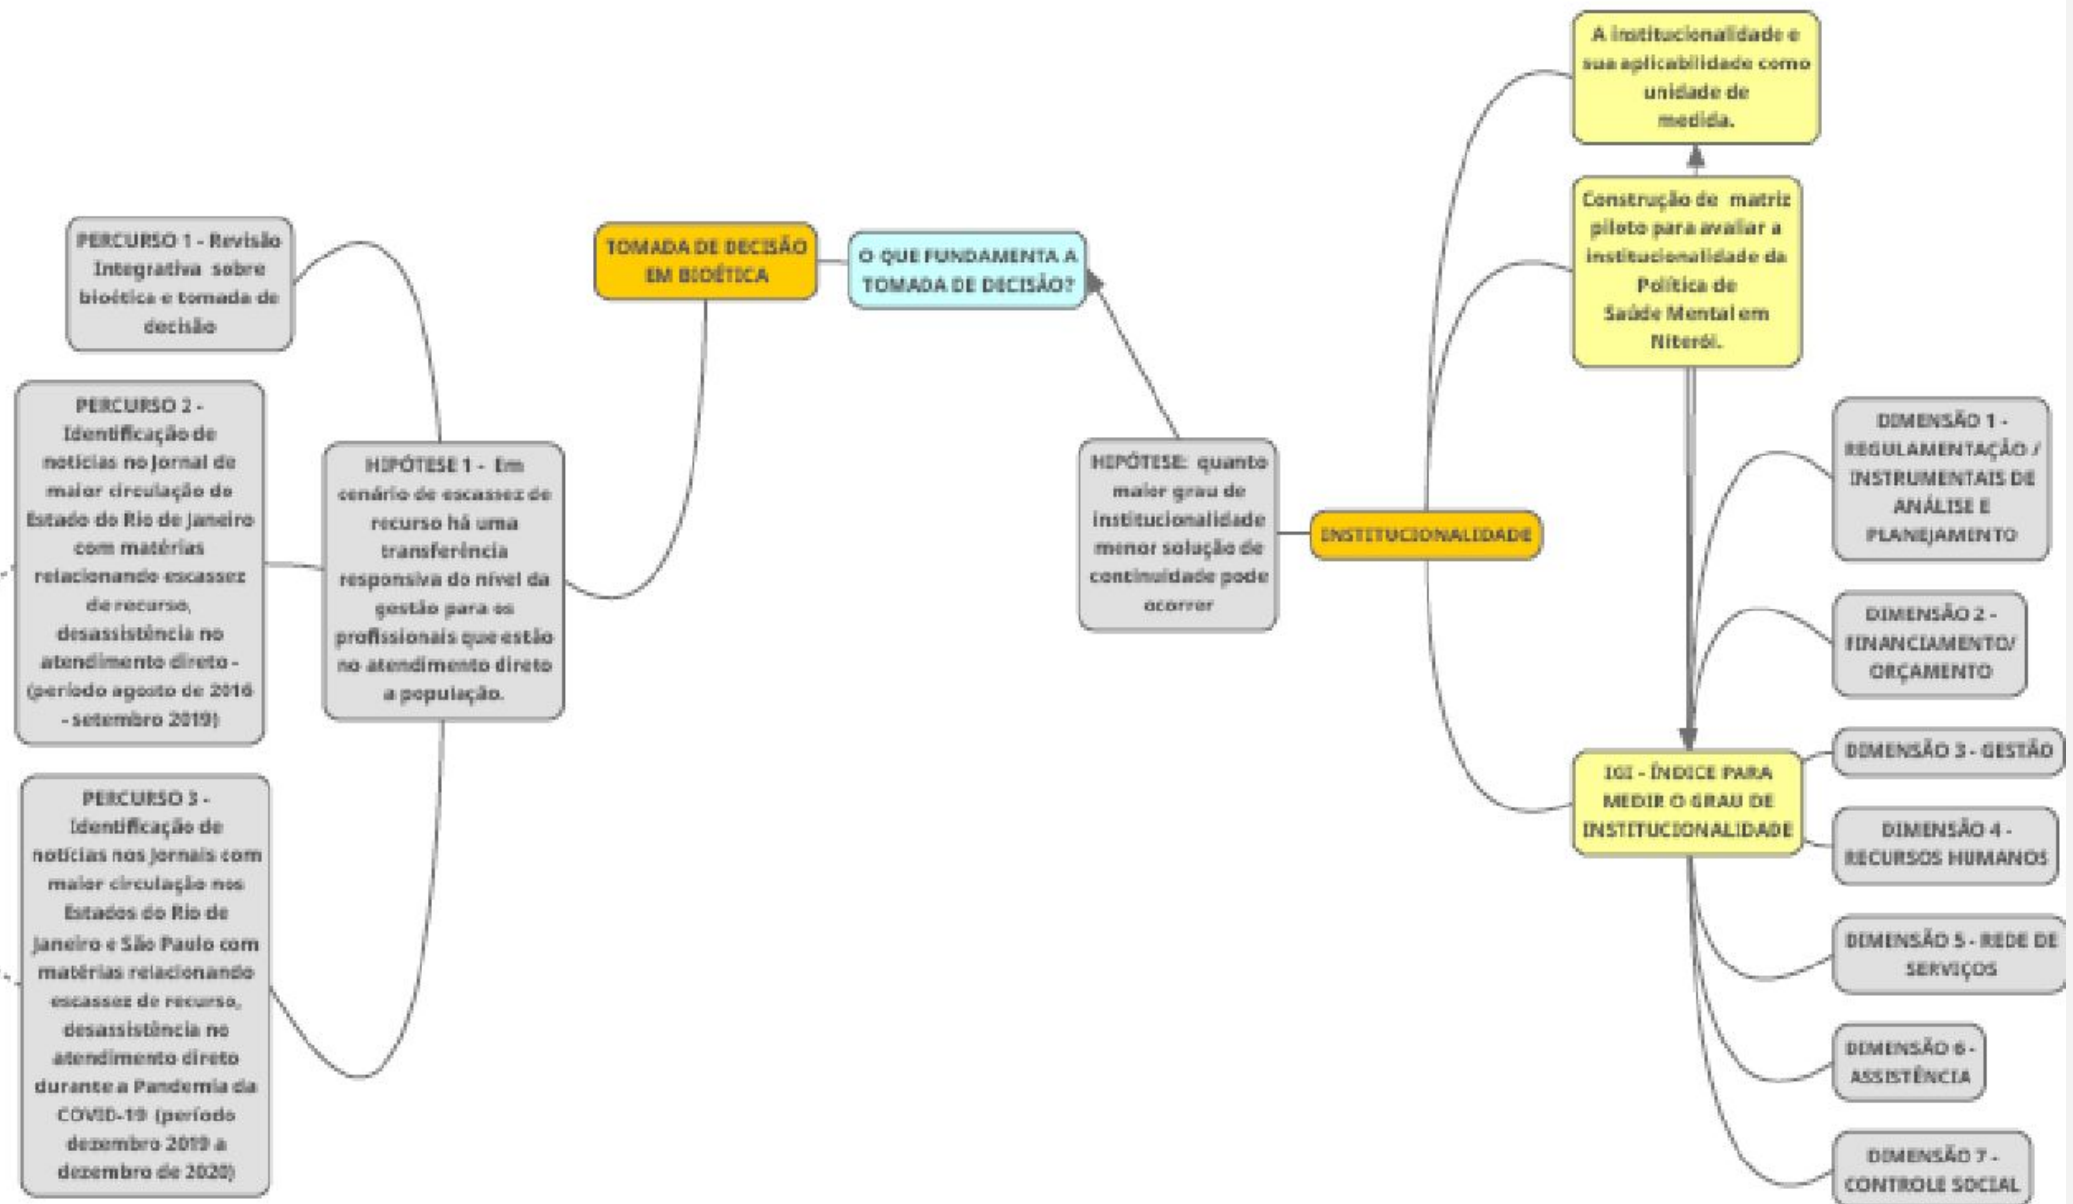 PERCURSO 1 - Revisão
Integrativa sobre
bioética e tomada de
decisão
PERCURSO 2 -
Identificação de
notícias no Jornal de
maior circulação do
Estado do Rio de Janeiro
com matérias
relacionando escassez
de recurso,
desassistência no
atendimento direto -
(período agosto de 2016
- setembro 2019)
PERCURSO 3 -
Identificação de
notícias nos Jornais com
maior circulação nos
Estados do Rio de
Janeiro e São Paulo com
matérias relacionando
escassez de recurso,
desassistência no
atendimento direto
durante a Pandemia da
COVID-19 (período
dezembro 2019 a
dezembro de 2020)
HIPÓTESE 1 - Em
cenário de escassez de
recurso há uma
transferência
responsiva do nível da
gestão para os
profissionais que estão
no atendimento direto
a população.
TOMADA DE DECISÃO
EM BIOÉTICA
O QUE FUNDAMENTA A
TOMADA DE DECISÃO?
HIPÓTESE: quanto
maior grau de
institucionalidade
menor solução de
continuidade pode
ocorrer
INSTITUCIONALIDADE
A institucionalidade e
sua aplicabilidade como
unidade de
medida.
Construção de matriz
piloto para avaliar a
institucionalidade da
Política de
Saúde Mental em
Niterói.
IGI - ÍNDICE PARA
MEDIR O GRAU DE
INSTITUCIONALIDADE
DIMENSÃO 1 -
REGULAMENTAÇÃO /
INSTRUMENTAIS DE
ANÁLISE E
PLANEJAMENTO
DIMENSÃO 2 -
FINANCIAMENTO/
ORÇAMENTO
DIMENSÃO 3 - GESTÃO
DIMENSÃO 4 -
RECURSOS HUMANOS
DIMENSÃO 5 - REDE DE
SERVIÇOS
DIMENSÃO 6 -
ASSISTÊNCIA
DIMENSÃO 7 -
CONTROLE SOCIAL